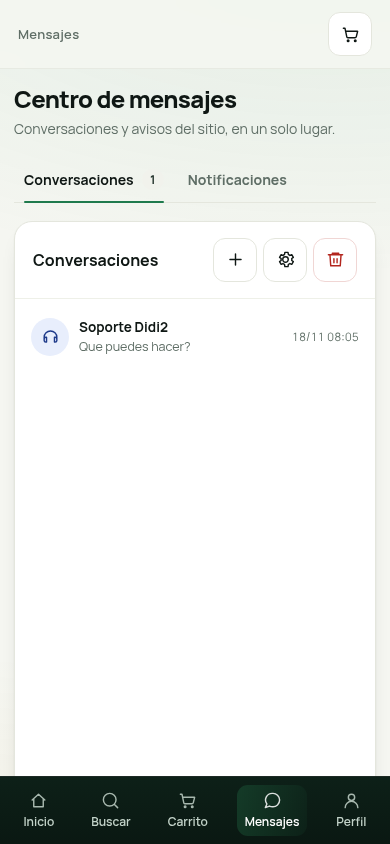 Mensajes
Centro de mensajes
Conversaciones y avisos del sitio, en un solo lugar.
Conversaciones 1 Notificaciones
Conversaciones
Soporte Didi2
Que puedes hacer?
18/11 08:05
Inicio Buscar Carrito Mensajes Perfil